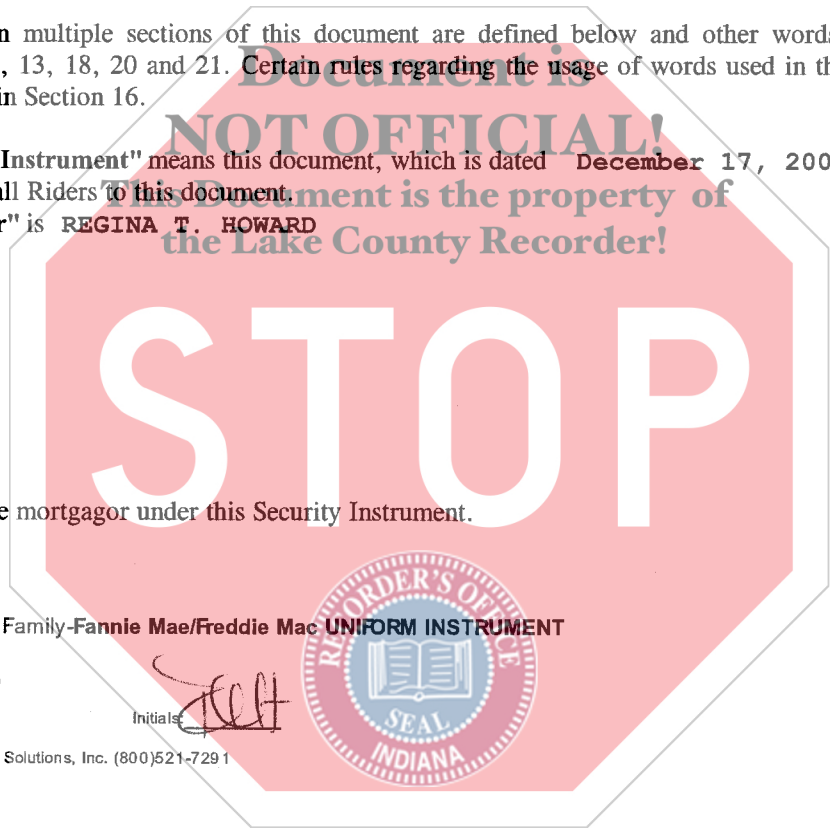 n multiple sections of this document are defined below and other words
, 13, 18, 20 and 21. Certain rules regarding the usage of words used in th
in Section 16.
Document is
NOT OFFICIAL!
Instrument" means this document, which is dated December 17, 200
all Riders to this document.
This Document is the property of
r" is REGINA T. HOWARD
the Lake County Recorder!
STOP
e mortgagor under this Security Instrument.
RECORDER'S OFFICE
Family-Fannie Mae/Freddie Mac UNIFORM INSTRUMENT
Initials:
SEAL
INDIANA
Solutions, Inc. (800)521-7291